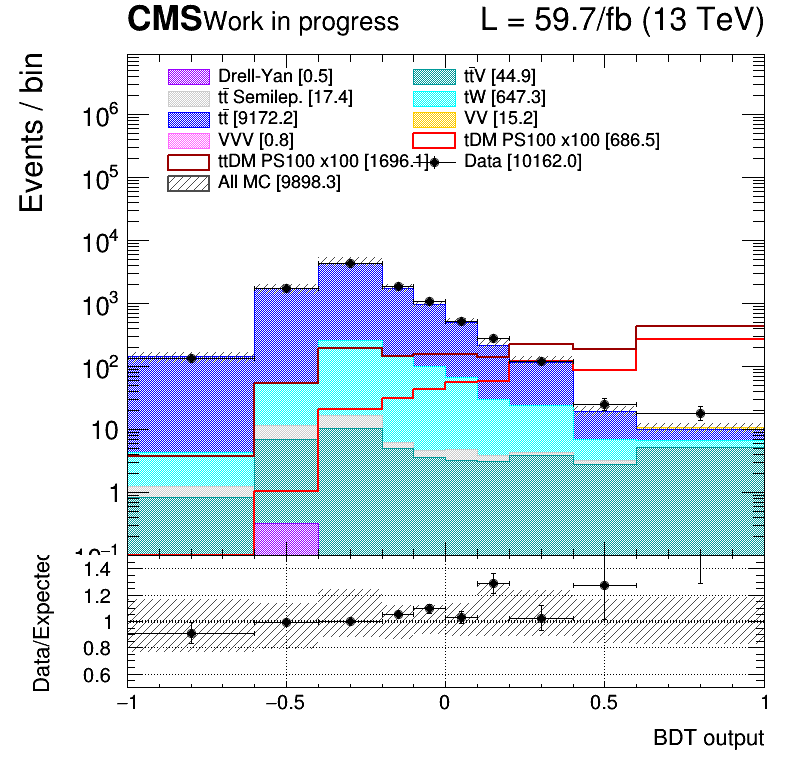 CMS Work in progress L = 59.7/fb (13 TeV)
Events / bin
Drell-Yan [0.5] tt̄V [44.9]
tt̄ Semilep. [17.4] tW [647.3]
tt̄ [9172.2] VV [15.2]
VVV [0.8] tDM PS100 x100 [686.5]
ttDM PS100 x100 [1696.1] Data [10162.0]
All MC [9898.3]
10⁶
10⁵
10⁴
10³
10²
10
1
10⁻¹
Data/Expected
1.4
1.2
1
0.8
0.6
−1 −0.5 0 0.5 1
BDT output